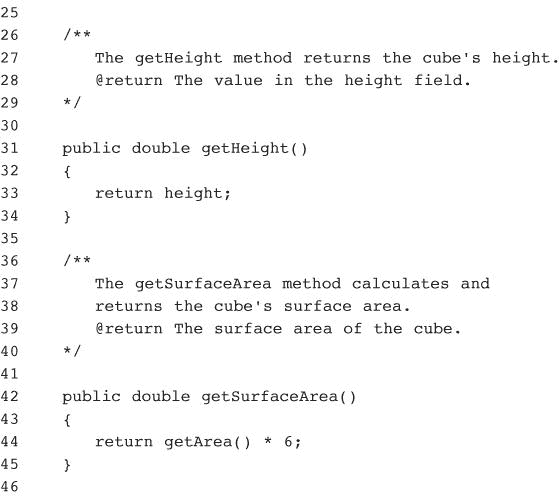 25
26 /**
27 The getHeight method returns the cube's height.
28 @return The value in the height field.
29 */
30
31 public double getHeight()
32 {
33 return height;
34 }
35
36 /**
37 The getSurfaceArea method calculates and
38 returns the cube's surface area.
39 @return The surface area of the cube.
40 */
41
42 public double getSurfaceArea()
43 {
44 return getArea() * 6;
45 }
46